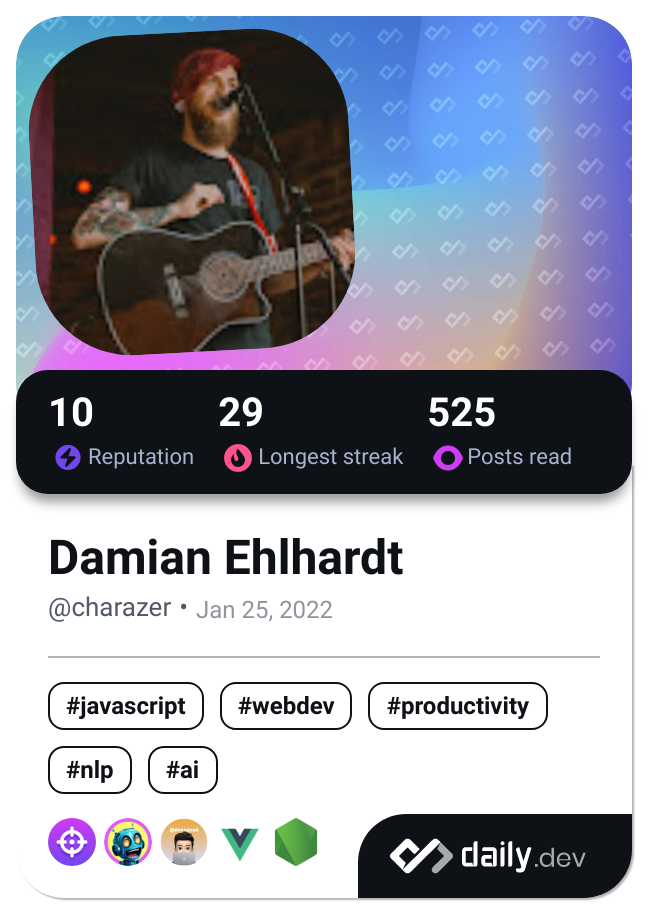 10 29 525
Reputation Longest streak Posts read
Damian Ehlhardt
@charazer • Jan 25, 2022
#javascript #webdev #productivity
#nlp #ai
daily.dev